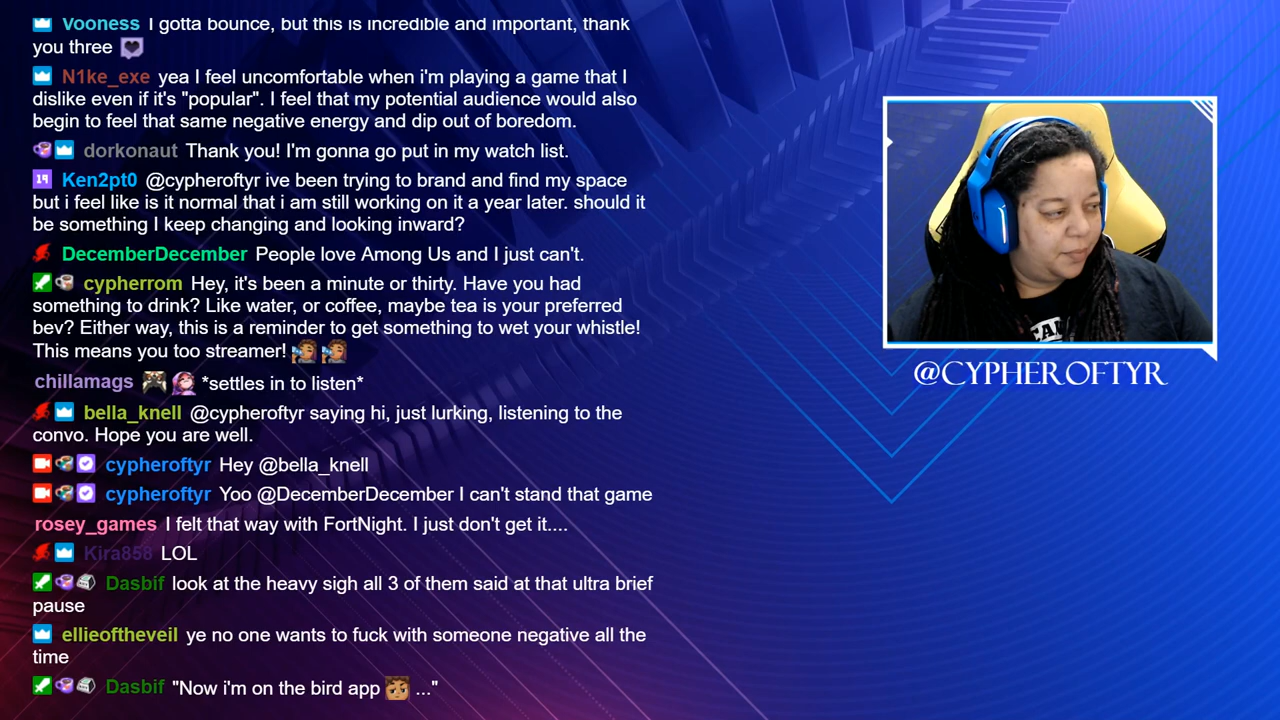 Vooness I gotta bounce, but this is incredible and important, thank
you three
N1ke_exe yea I feel uncomfortable when i'm playing a game that I
dislike even if it's "popular". I feel that my potential audience would also
begin to feel that same negative energy and dip out of boredom.
dorkonaut Thank you! I'm gonna go put in my watch list.
19 Ken2pt0 @cypheroftyr ive been trying to brand and find my space
but i feel like is it normal that i am still working on it a year later. should it
be something I keep changing and looking inward?
DecemberDecember People love Among Us and I just can't.
cypherrom Hey, it's been a minute or thirty. Have you had
something to drink? Like water, or coffee, maybe tea is your preferred
bev? Either way, this is a reminder to get something to wet your whistle!
This means you too streamer!
chillamags *settles in to listen*
bella_knell @cypheroftyr saying hi, just lurking, listening to the
convo. Hope you are well.
cypheroftyr Hey @bella_knell
cypheroftyr Yoo @DecemberDecember I can't stand that game
rosey_games I felt that way with FortNight. I just don't get it....
Kira858 LOL
Dasbif look at the heavy sigh all 3 of them said at that ultra brief
pause
ellieoftheveil ye no one wants to fuck with someone negative all the
time
Dasbif "Now i'm on the bird app ..."
@CYPHEROFTYR